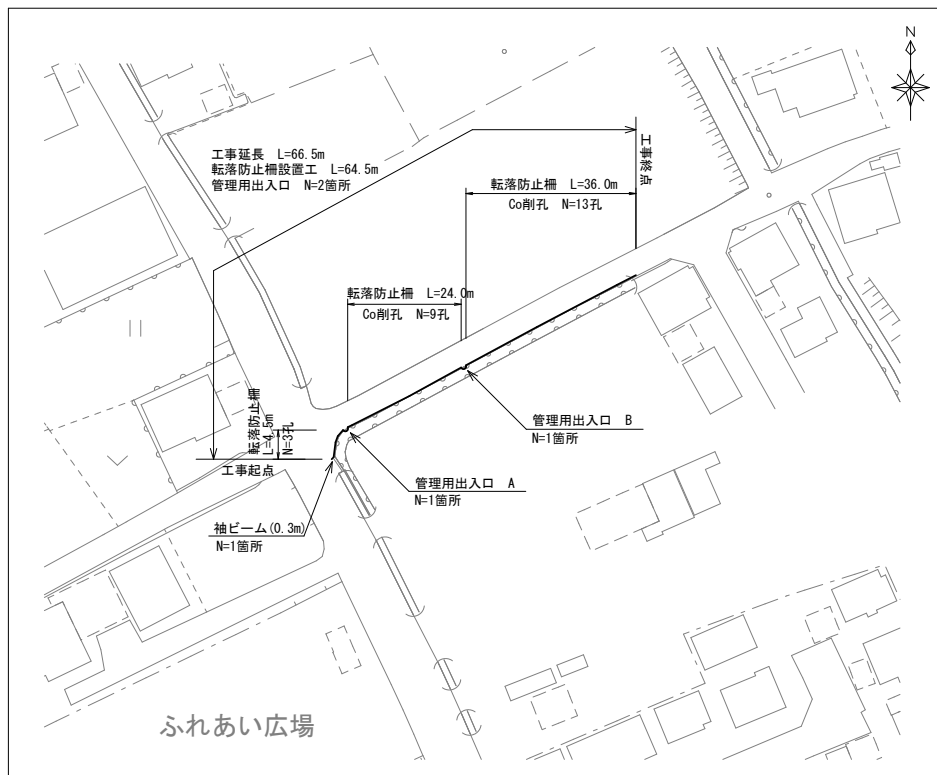 N
工事延長 L=66.5m
転落防止柵設置工 L=64.5m
管理用出入口 N=2箇所
工事終点
転落防止柵 L=36.0m
Co削孔 N=13孔
転落防止柵 L=24.0m
Co削孔 N=9孔
転落防止柵
L=4.5m
N=3孔
工事起点
管理用出入口 B
N=1箇所
管理用出入口 A
N=1箇所
袖ビーム(0.3m)
N=1箇所
ふれあい広場